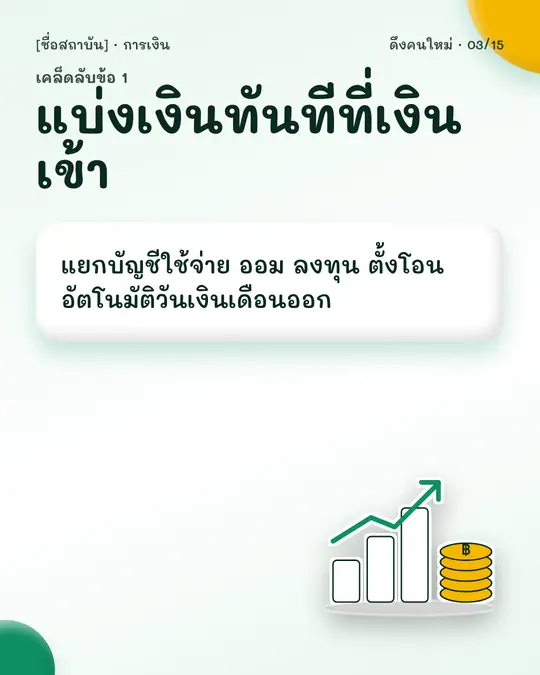 [ชื่อสถาบัน] · การเงิน
ดึงคนใหม่ · 03/15
เคล็ดลับข้อ 1
แบ่งเงินทันทีที่เงิน
เข้า
แยกบัญชีใช้จ่าย ออม ลงทุน ตั้งโอน
อัตโนมัติวันเงินเดือนออก
฿